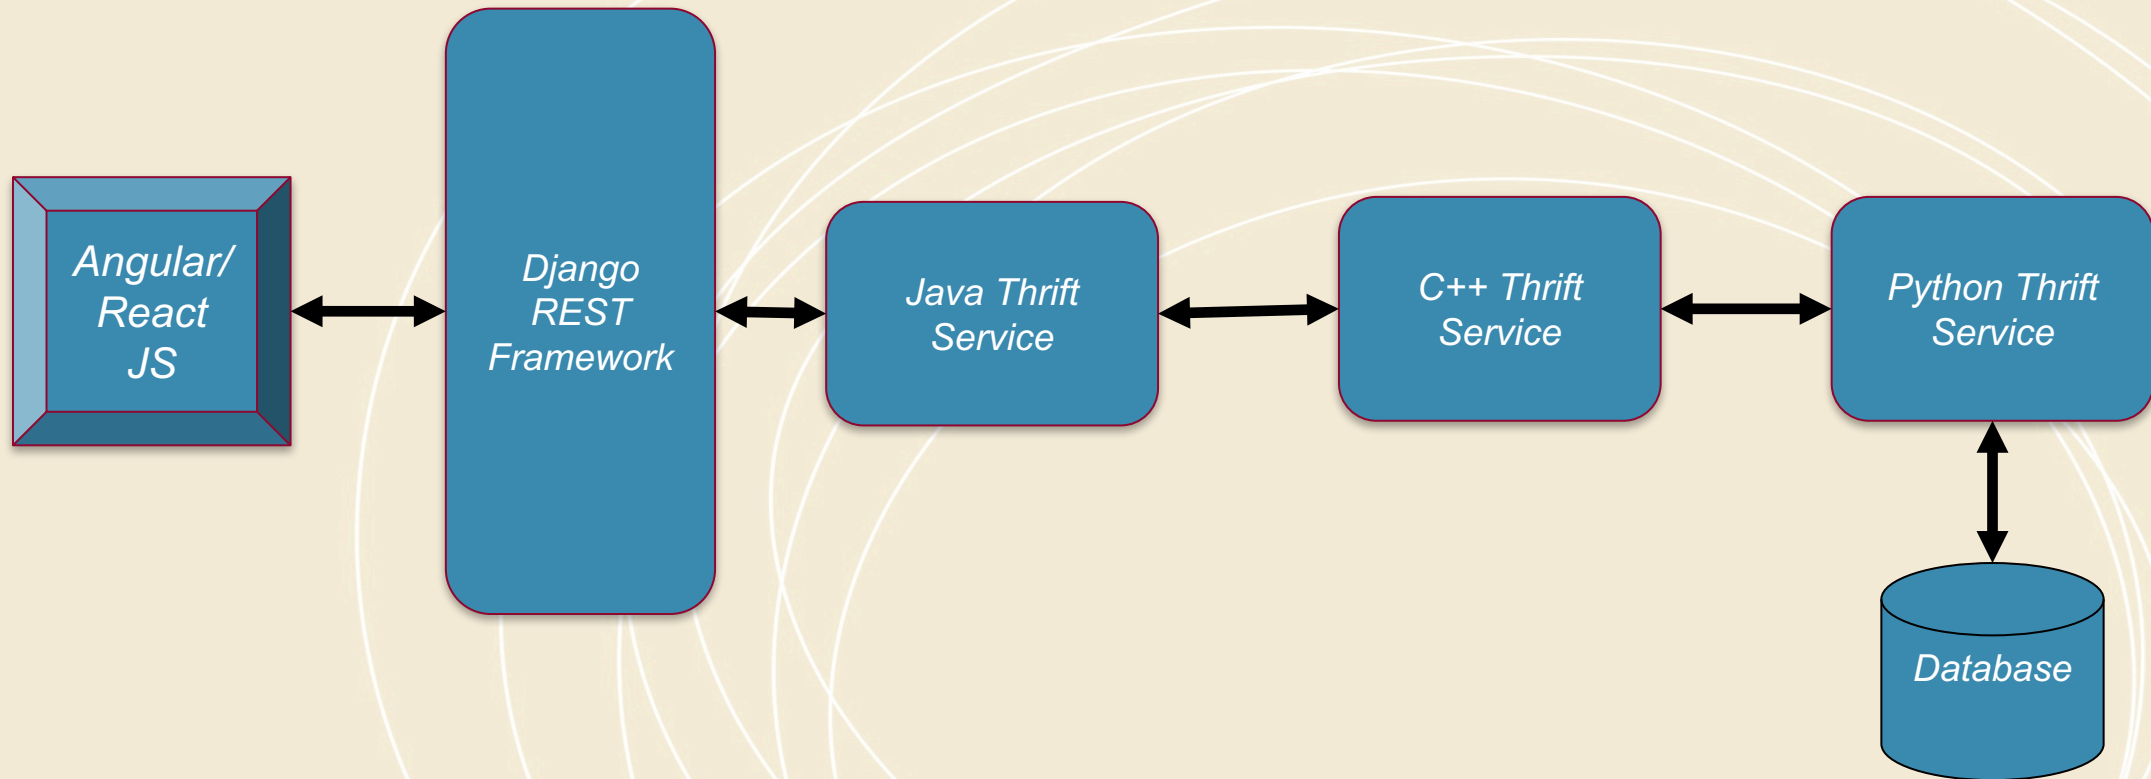 Angular/
React
JS
Django
REST
Framework
Java Thrift
Service
C++ Thrift
Service
Python Thrift
Service
Database